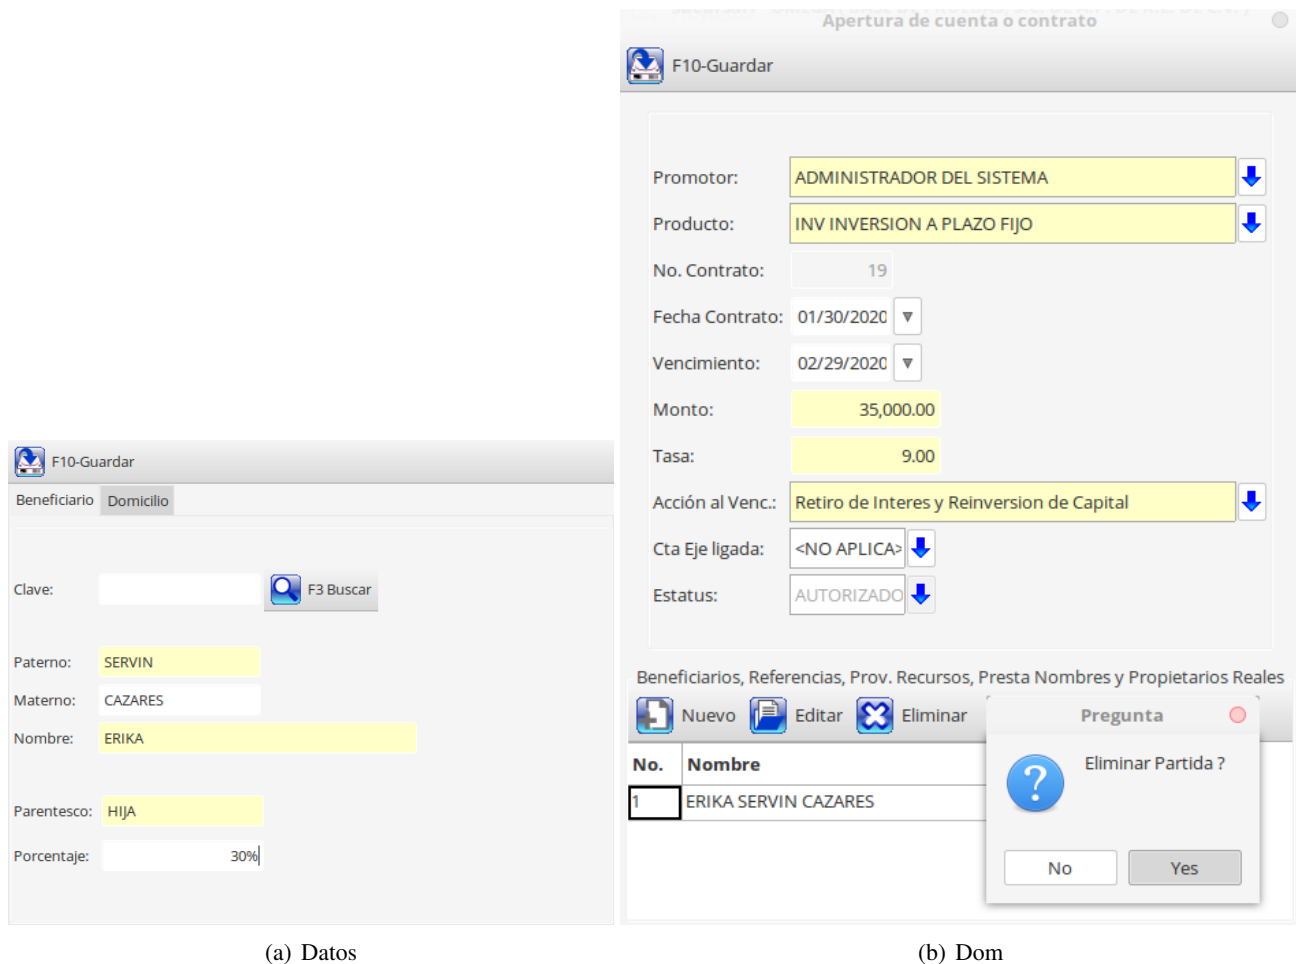 Apertura de cuenta o contrato
F10-Guardar
Promotor: ADMINISTRADOR DEL SISTEMA
Producto: INV INVERSION A PLAZO FIJO
No. Contrato: 19
Fecha Contrato: 01/30/2020
Vencimiento: 02/29/2020
Monto: 35,000.00
Tasa: 9.00
Acción al Venc.: Retiro de Interes y Reinversion de Capital
Cta Eje ligada: <NO APLICA>
Estatus: AUTORIZADO
Beneficiarios, Referencias, Prov. Recursos, Presta Nombres y Propietarios Reales
Nuevo Editar Eliminar
No. Nombre
1 ERIKA SERVIN CAZARES
Pregunta
Eliminar Partida ?
No Yes
F10-Guardar
Beneficiario Domicilio
Clave: F3 Buscar
Paterno: SERVIN
Materno: CAZARES
Nombre: ERIKA
Parentesco: HIJA
Porcentaje: 30%
(a) Datos
(b) Dom